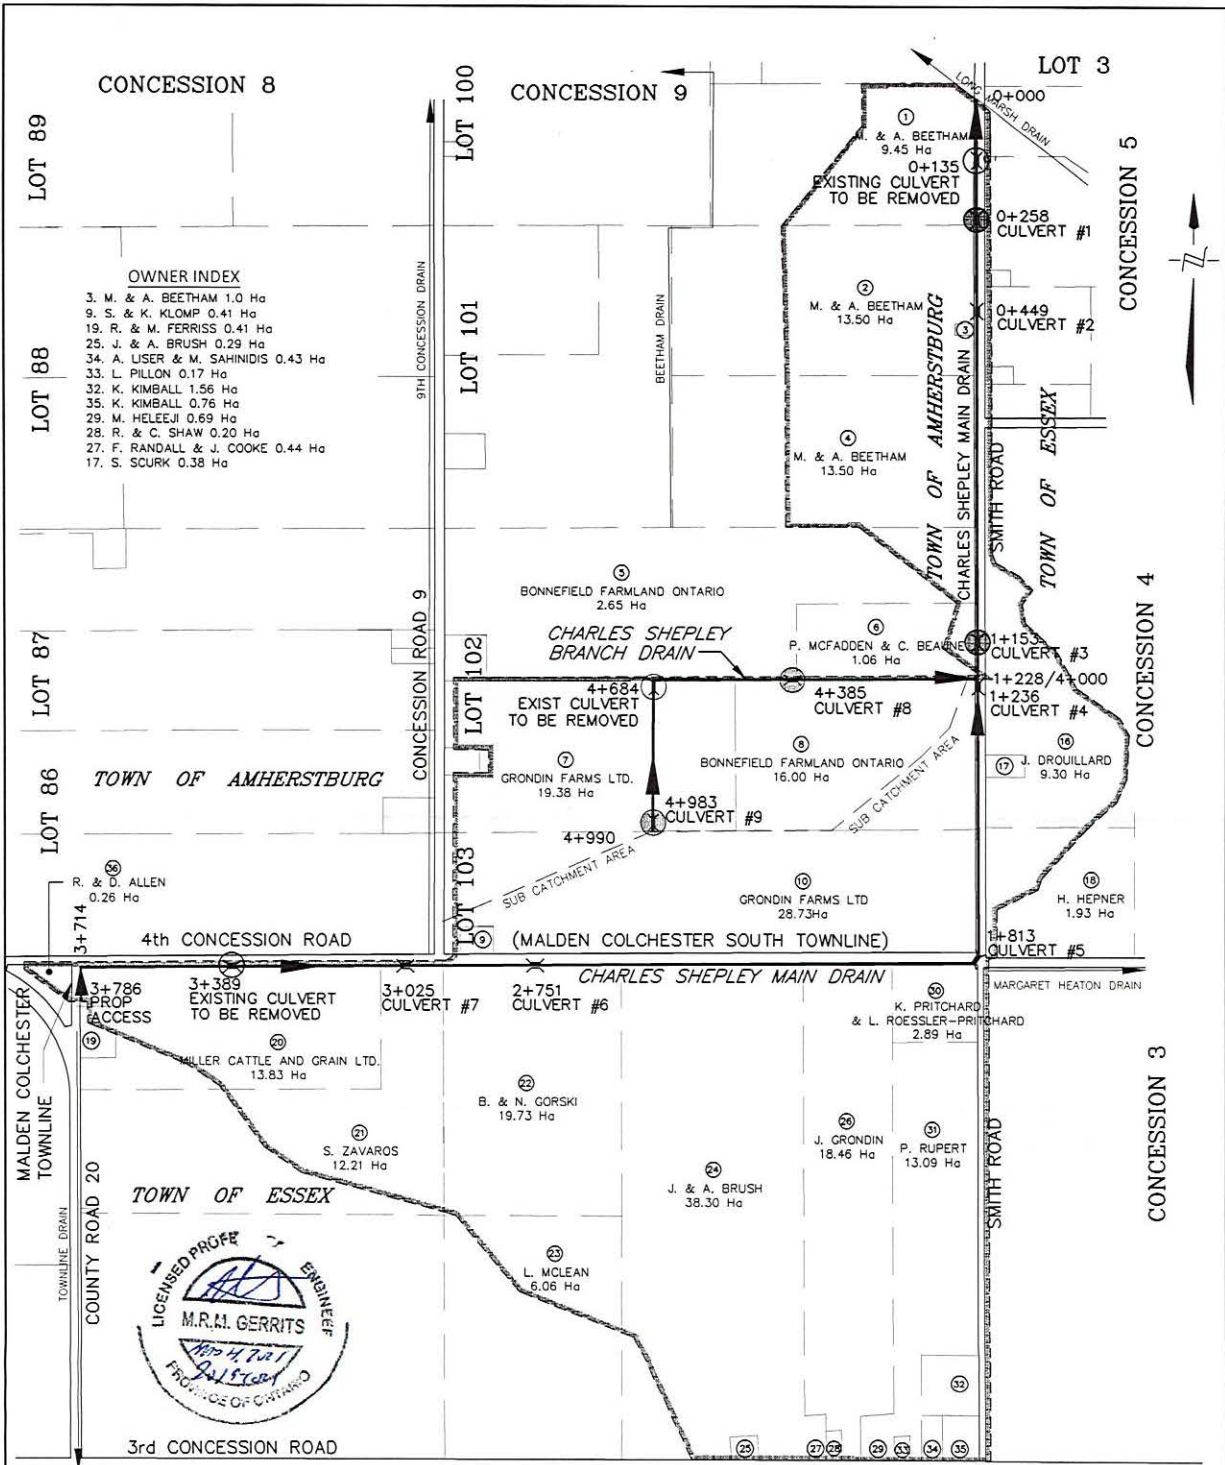 LOT 3
CONCESSION 8
LOT 100
CONCESSION 9
LONG MARSH DRAIN
0+000
LOT 89
①
M. & A. BEETHAM
9.45 Ha
0+135
EXISTING CULVERT
TO BE REMOVED
CONCESSION 5
0+258
CULVERT #1
OWNER INDEX
3. M. & A. BEETHAM 1.0 Ha
9. S. & K. KLOMP 0.41 Ha
19. R. & M. FERRISS 0.41 Ha
25. J. & A. BRUSH 0.29 Ha
34. A. LISER & M. SAHINIDIS 0.43 Ha
33. L. PILLON 0.17 Ha
32. K. KIMBALL 1.56 Ha
35. K. KIMBALL 0.76 Ha
29. M. HELEEJI 0.69 Ha
28. R. & C. SHAW 0.20 Ha
27. F. RANDALL & J. COOKE 0.44 Ha
17. S. SCURK 0.38 Ha
9TH CONCESSION DRAIN
LOT 101
BEETHAM DRAIN
②
M. & A. BEETHAM
13.50 Ha
③
0+449
CULVERT #2
LOT 88
④
M. & A. BEETHAM
13.50 Ha
TOWN OF AMHERSTBURG
CHARLES SHEPLEY MAIN DRAIN
SMITH ROAD
TOWN OF ESSEX
⑤
BONNEFIELD FARMLAND ONTARIO
2.65 Ha
CONCESSION 4
CHARLES SHEPLEY
BRANCH DRAIN
⑥
P. MCFADDEN & C. BEAUNE
1.06 Ha
1+153
CULVERT #3
LOT 87
CONCESSION ROAD 9
LOT 102
4+684
EXIST CULVERT
TO BE REMOVED
4+385
CULVERT #8
1+228/4+000
1+236
CULVERT #4
LOT 86
TOWN OF AMHERSTBURG
⑦
GRONDIN FARMS LTD.
19.38 Ha
⑧
BONNEFIELD FARMLAND ONTARIO
16.00 Ha
⑯
J. DROUILLARD
9.30 Ha
⑰
4+983
CULVERT #9
4+990
SUB CATCHMENT AREA
SUB CATCHMENT AREA
LOT 103
㊱
R. & D. ALLEN
0.26 Ha
⑩
GRONDIN FARMS LTD
28.73Ha
⑱
H. HEPNER
1.93 Ha
3+714
4th CONCESSION ROAD
⑨
(MALDEN COLCHESTER SOUTH TOWNLINE)
1+813
CULVERT #5
CHARLES SHEPLEY MAIN DRAIN
MARGARET HEATON DRAIN
3+786
PROP
ACCESS
3+389
EXISTING CULVERT
TO BE REMOVED
3+025
CULVERT #7
2+751
CULVERT #6
MALDEN COLCHESTER
TOWNLINE
⑲
⑳
MILLER CATTLE AND GRAIN LTD.
13.83 Ha
㉚
K. PRITCHARD
& L. ROESSLER-PRITCHARD
2.89 Ha
㉒
B. & N. GORSKI
19.73 Ha
CONCESSION 3
㉑
S. ZAVAROS
12.21 Ha
㉖
J. GRONDIN
18.46 Ha
㉛
P. RUPERT
13.09 Ha
㉔
J. & A. BRUSH
38.30 Ha
SMITH ROAD
TOWN OF ESSEX
TOWNLINE DRAIN
COUNTY ROAD 20
㉓
L. MCLEAN
6.06 Ha
LICENSED ENGINEER
M.R.M. GERRITS
PROVINCE OF ONTARIO
㉜
3rd CONCESSION ROAD
㉕ ㉗ ㉘ ㉙ ㉝ ㉞ ㉟